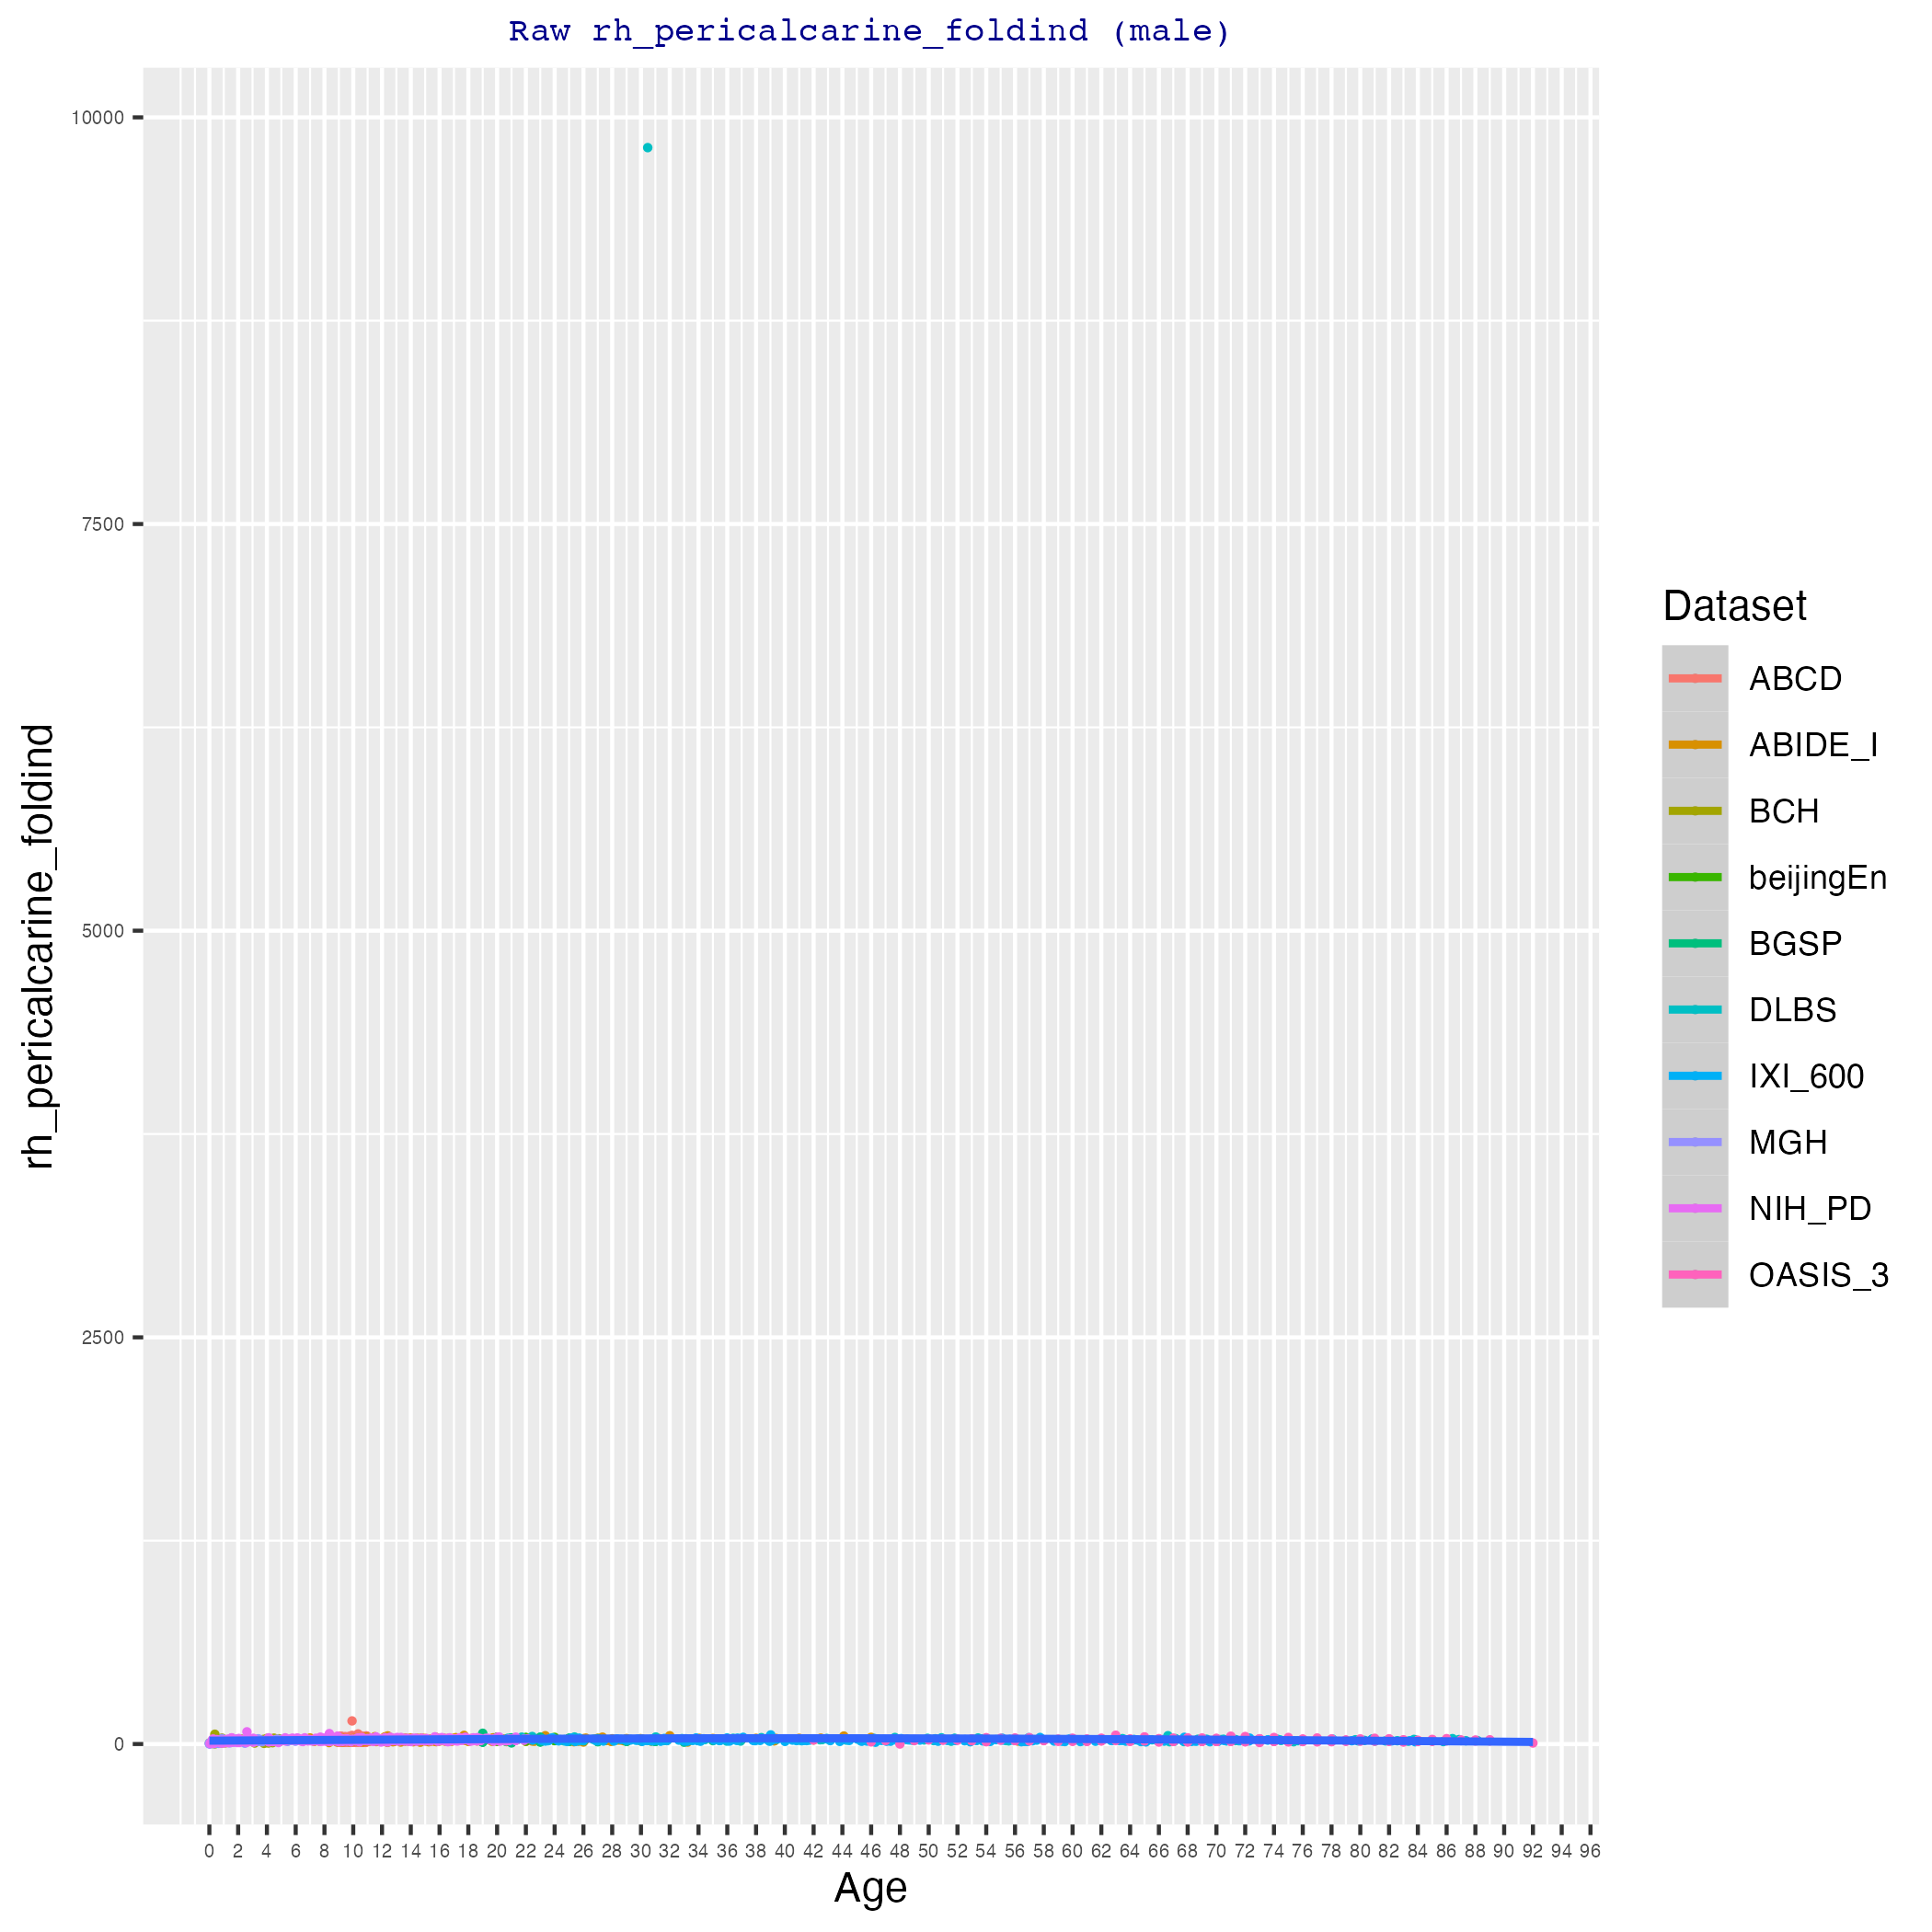 Raw rh_pericalcarine_foldind (male)
10000
7500
5000
2500
0
rh_pericalcarine_foldind
0 2 4 6 8 10 12 14 16 18 20 22 24 26 28 30 32 34 36 38 40 42 44 46 48 50 52 54 56 58 60 62 64 66 68 70 72 74 76 78 80 82 84 86 88 90 92 94 96
Age
Dataset
ABCD
ABIDE_I
BCH
beijingEn
BGSP
DLBS
IXI_600
MGH
NIH_PD
OASIS_3